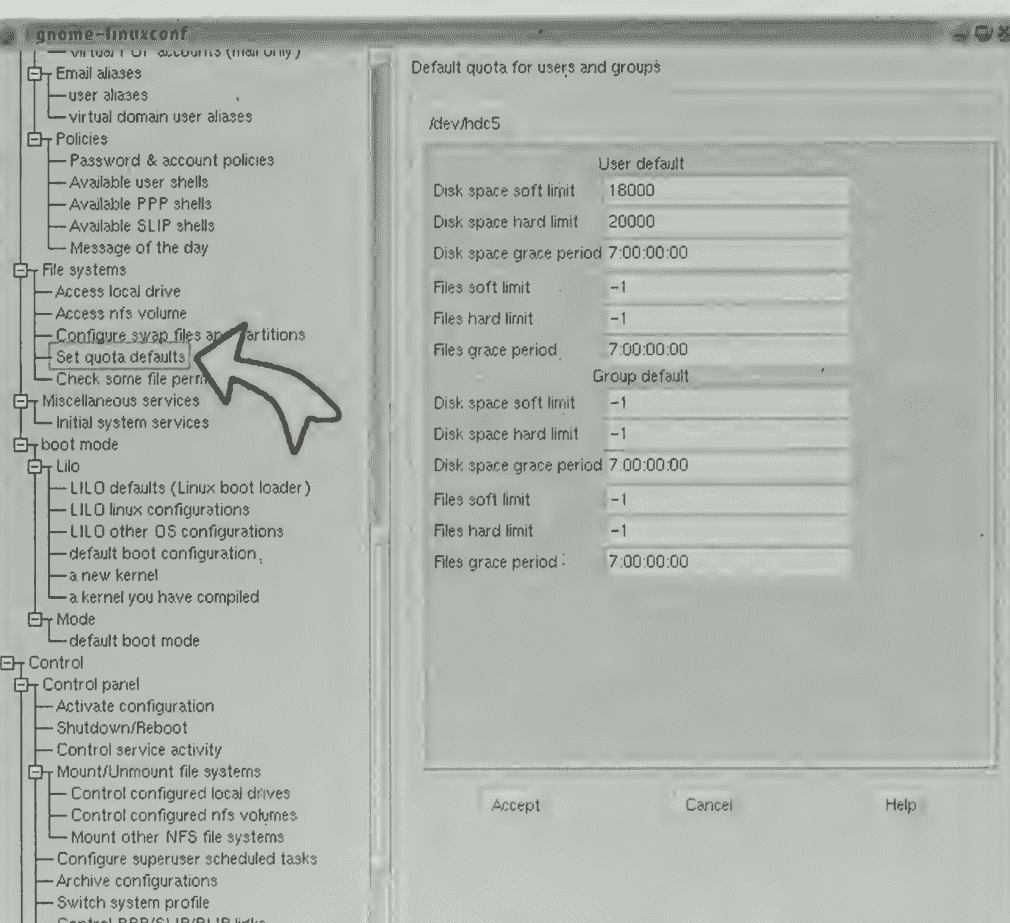 gnome-linuxconf
virtual POP accounts (mail only)
Email aliases
user aliases
virtual domain user aliases
Policies
Password & account policies
Available user shells
Available PPP shells
Available SLIP shells
Message of the day
File systems
Access local drive
Access nfs volume
Configure swap files and partitions
Set quota defaults
Check some file perm
Miscellaneous services
Initial system services
boot mode
Lilo
LILO defaults (Linux boot loader)
LILO linux configurations
LILO other OS configurations
default boot configuration
a new kernel
a kernel you have compiled
Mode
default boot mode
Control
Control panel
Activate configuration
Shutdown/Reboot
Control service activity
Mount/Unmount file systems
Control configured local drives
Control configured nfs volumes
Mount other NFS file systems
Configure superuser scheduled tasks
Archive configurations
Switch system profile
Control PPP/SLIP/PLIP links
Default quota for users and groups
/dev/hdc5
User default
Disk space soft limit 18000
Disk space hard limit 20000
Disk space grace period 7:00:00:00
Files soft limit -1
Files hard limit -1
Files grace period 7:00:00:00
Group default
Disk space soft limit -1
Disk space hard limit -1
Disk space grace period 7:00:00:00
Files soft limit -1
Files hard limit -1
Files grace period 7:00:00:00
Accept Cancel Help